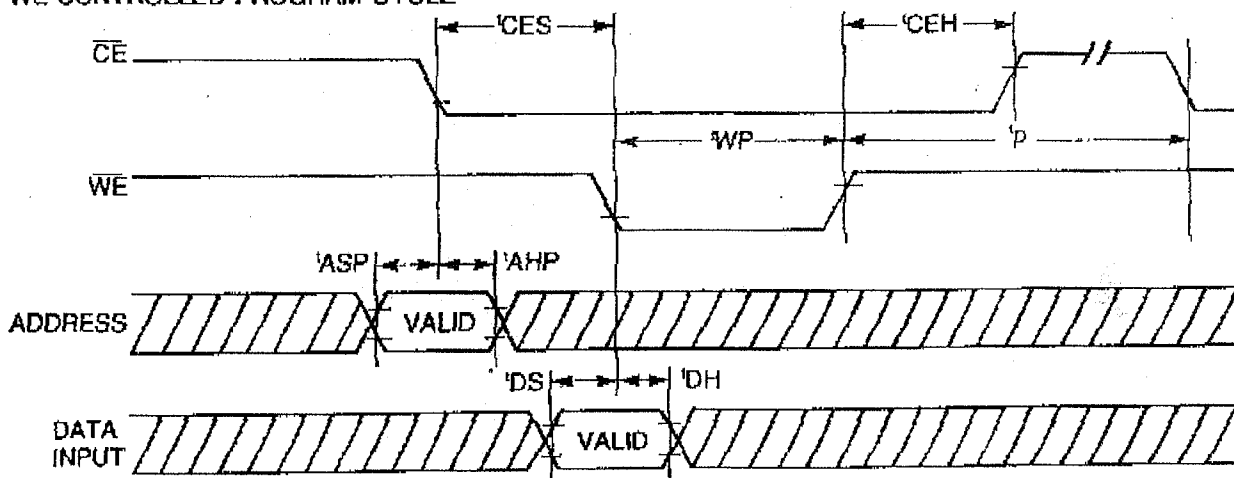 tCES
tCEH
CE
tWP
tP
WE
tASP
tAHP
ADDRESS
VALID
tDS
tDH
DATA
INPUT
VALID